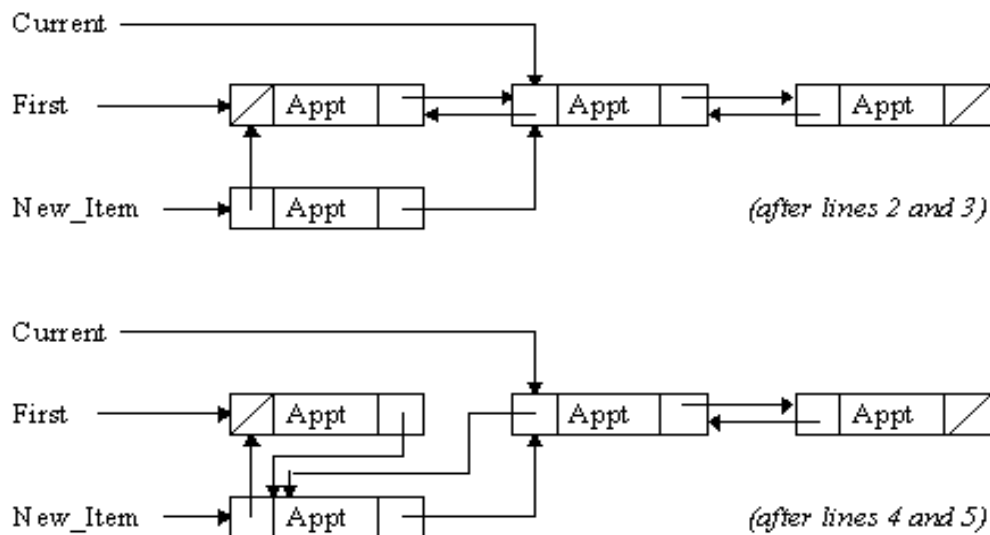 Current
First Appt Appt Appt
New_Item Appt (after lines 2 and 3)
Current
First Appt Appt Appt
New_Item Appt (after lines 4 and 5)